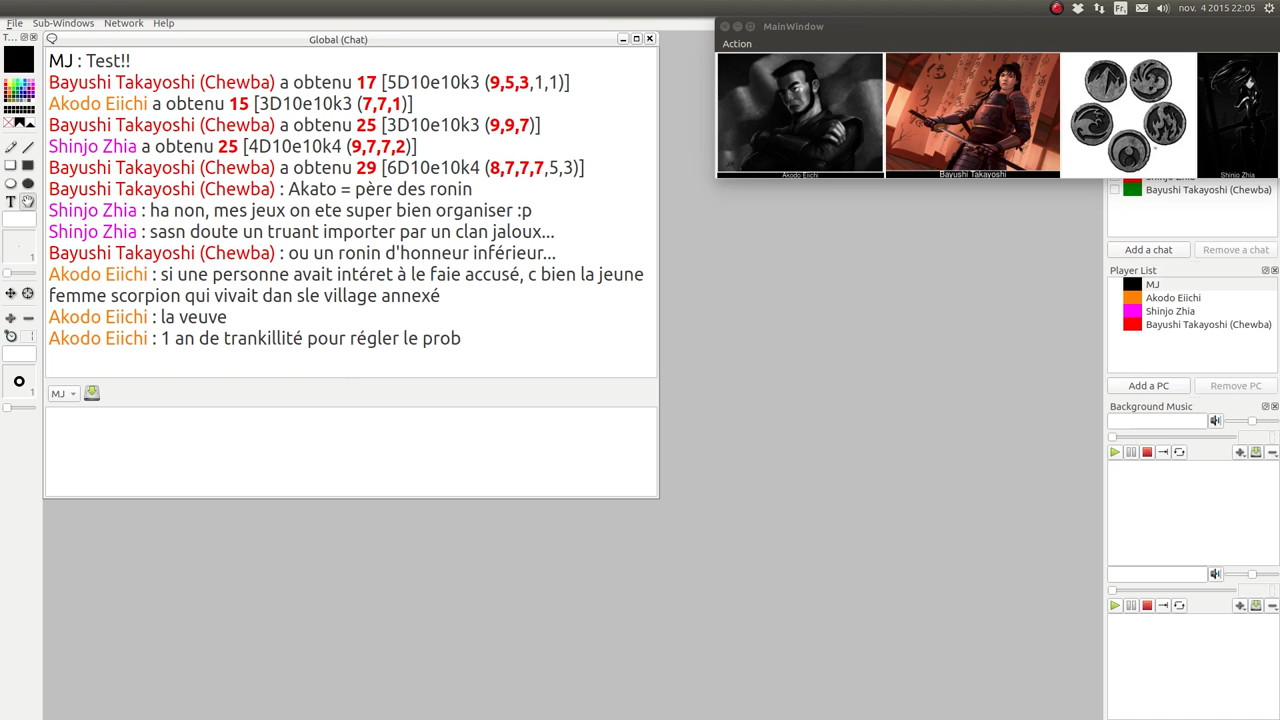 Fr₁ nov. 4 2015 22:05
File Sub-Windows Network Help
MainWindow
Action
Akodo Eiichi
Bayushi Takayoshi
Shinjo Zhia
T...
Global (Chat)
MJ : Test!!
Bayushi Takayoshi (Chewba) a obtenu 17 [5D10e10k3 (9,5,3,1,1)]
Akodo Eiichi a obtenu 15 [3D10e10k3 (7,7,1)]
Bayushi Takayoshi (Chewba) a obtenu 25 [3D10e10k3 (9,9,7)]
Shinjo Zhia a obtenu 25 [4D10e10k4 (9,7,7,2)]
Bayushi Takayoshi (Chewba) a obtenu 29 [6D10e10k4 (8,7,7,7,5,3)]
Bayushi Takayoshi (Chewba) : Akato = père des ronin
Shinjo Zhia : ha non, mes jeux on ete super bien organiser :p
Shinjo Zhia : sasn doute un truant importer par un clan jaloux...
Bayushi Takayoshi (Chewba) : ou un ronin d'honneur inférieur...
Akodo Eiichi : si une personne avait intéret à le faie accusé, c bien la jeune
femme scorpion qui vivait dan sle village annexé
Akodo Eiichi : la veuve
Akodo Eiichi : 1 an de trankillité pour régler le prob
MJ
T
1
1
1
Bayushi Takayoshi (Chewba)
Add a chat Remove a chat
Player List
MJ
Akodo Eiichi
Shinjo Zhia
Bayushi Takayoshi (Chewba)
Add a PC Remove PC
Background Music